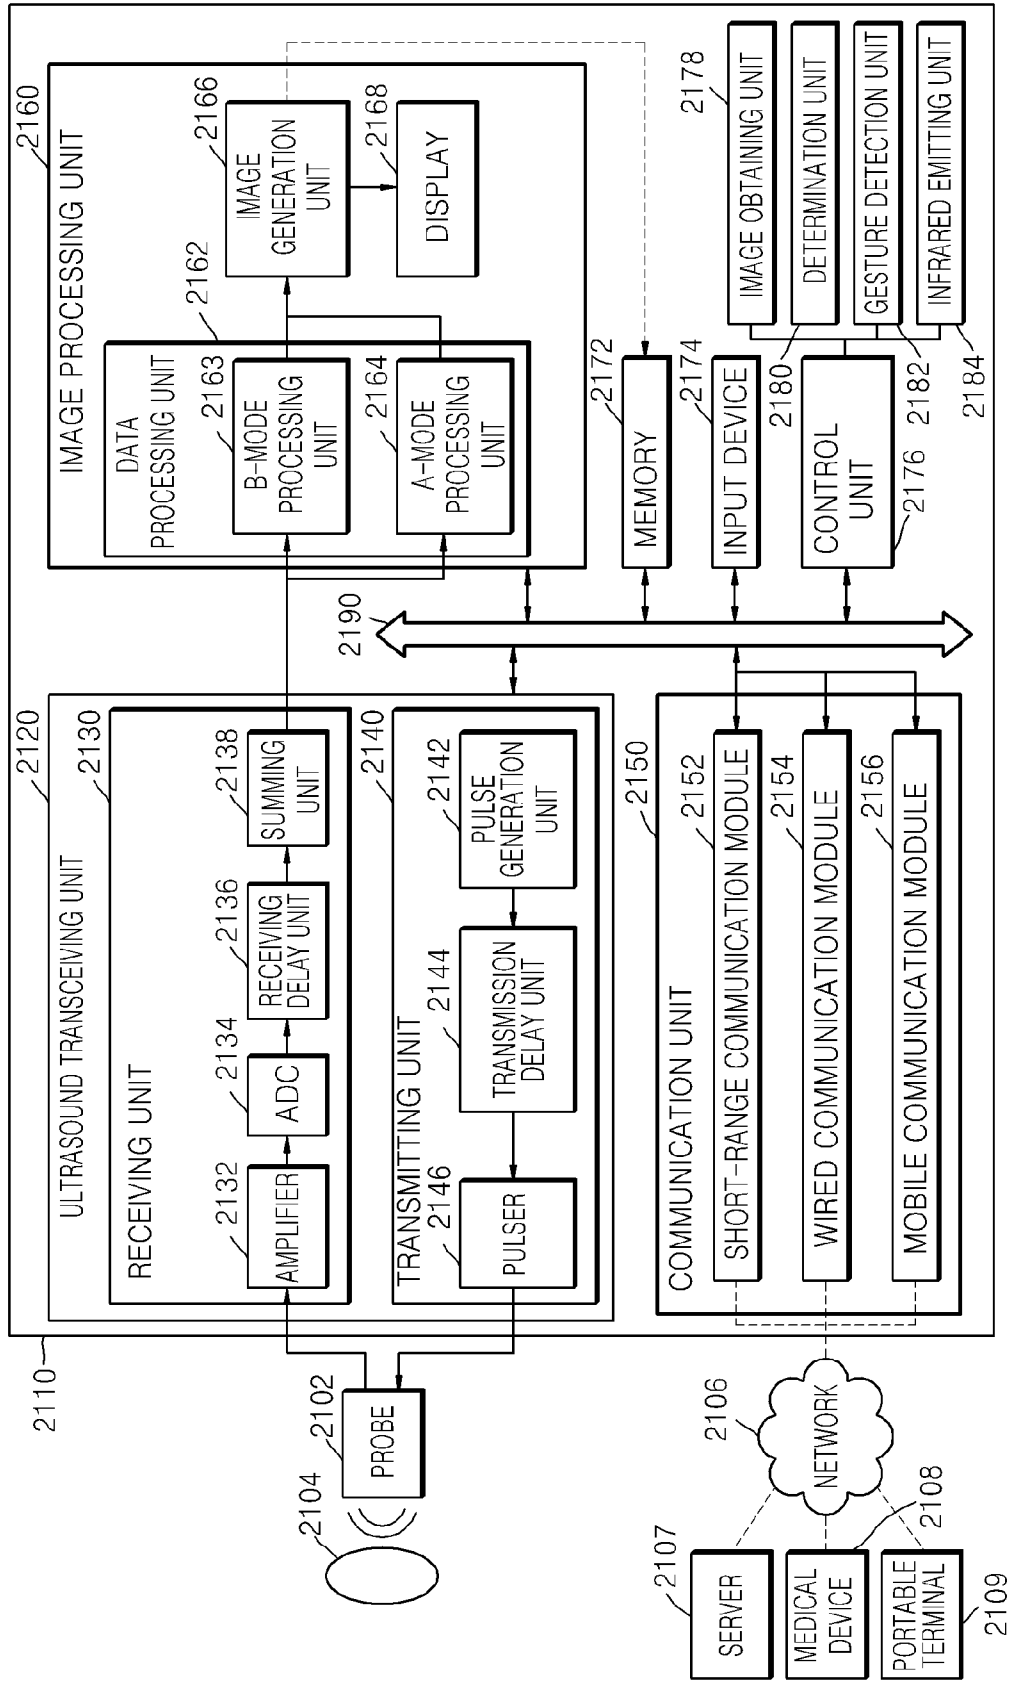 2110
2120
ULTRASOUND TRANSCEIVING UNIT
2130
RECEIVING UNIT
2132
AMPLIFIER
2134
ADC
2136
RECEIVING
DELAY UNIT
2138
SUMMING
UNIT
2140
TRANSMITTING UNIT
2146
PULSER
2144
TRANSMISSION
DELAY UNIT
2142
PULSE
GENERATION
UNIT
2160
IMAGE PROCESSING UNIT
2162
DATA
PROCESSING UNIT
2163
B-MODE
PROCESSING
UNIT
2164
A-MODE
PROCESSING
UNIT
2166
IMAGE
GENERATION
UNIT
2168
DISPLAY
2104
2102
PROBE
2190
2172
MEMORY
2174
INPUT DEVICE
2176
CONTROL
UNIT
2178
IMAGE OBTAINING UNIT
2180
DETERMINATION UNIT
2182
GESTURE DETECTION UNIT
2184
INFRARED EMITTING UNIT
2150
COMMUNICATION UNIT
2152
SHORT-RANGE COMMUNICATION MODULE
2154
WIRED COMMUNICATION MODULE
2156
MOBILE COMMUNICATION MODULE
2106
NETWORK
2107
SERVER
2108
MEDICAL
DEVICE
2109
PORTABLE
TERMINAL